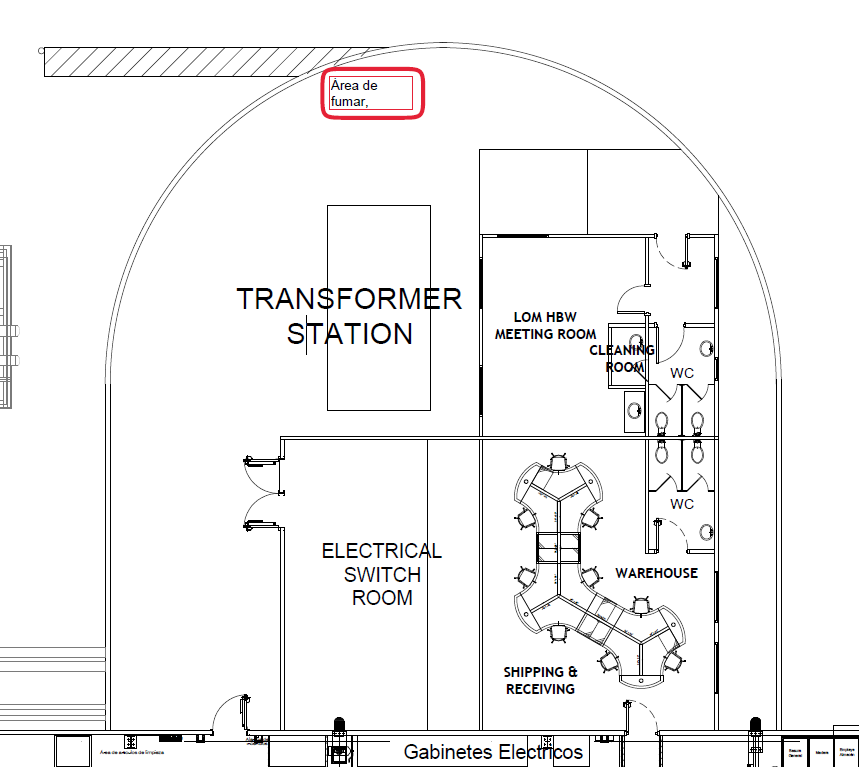 Área de
fumar,
TRANSFORMER
STATION
LOM HBW
MEETING ROOM
CLEANING
ROOM
WC
WC
ELECTRICAL
SWITCH
ROOM
WAREHOUSE
SHIPPING &
RECEIVING
Gabinetes Electricos